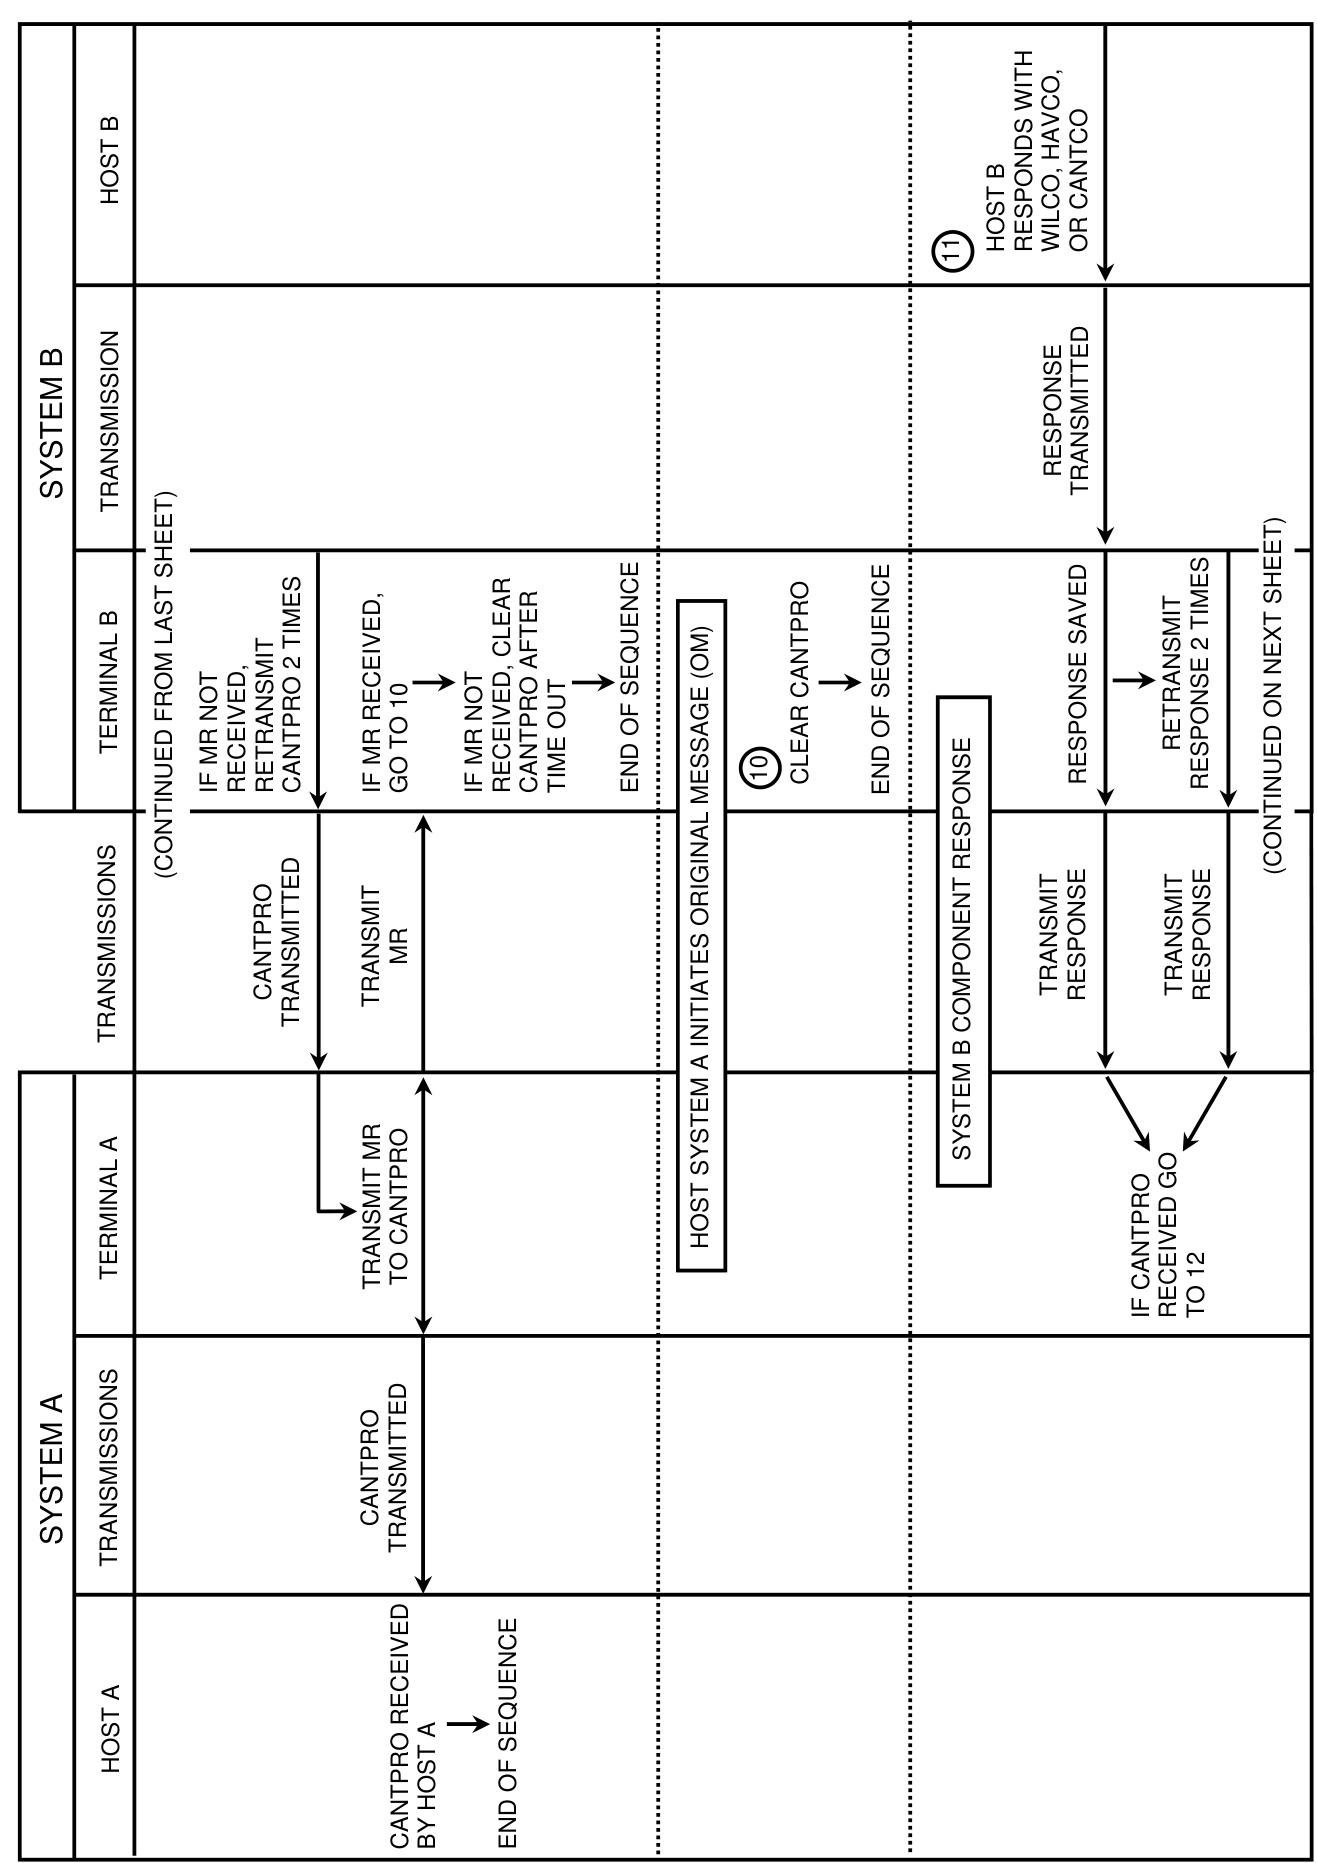 SYSTEM A
SYSTEM B
HOST A
TRANSMISSIONS
TERMINAL A
TRANSMISSIONS
TERMINAL B
TRANSMISSION
HOST B
(CONTINUED FROM LAST SHEET)
IF MR NOT
RECEIVED,
RETRANSMIT
CANTPRO 2 TIMES
CANTPRO
TRANSMITTED
TRANSMIT MR
TO CANTPRO
TRANSMIT
MR
IF MR RECEIVED,
GO TO 10
CANTPRO
TRANSMITTED
CANTPRO RECEIVED
BY HOST A
END OF SEQUENCE
IF MR NOT
RECEIVED, CLEAR
CANTPRO AFTER
TIME OUT
END OF SEQUENCE
HOST SYSTEM A INITIATES ORIGINAL MESSAGE (OM)
10
CLEAR CANTPRO
END OF SEQUENCE
SYSTEM B COMPONENT RESPONSE
11
HOST B
RESPONDS WITH
WILCO, HAVCO,
OR CANTCO
RESPONSE
TRANSMITTED
RESPONSE SAVED
TRANSMIT
RESPONSE
RETRANSMIT
RESPONSE 2 TIMES
TRANSMIT
RESPONSE
IF CANTPRO
RECEIVED GO
TO 12
(CONTINUED ON NEXT SHEET)